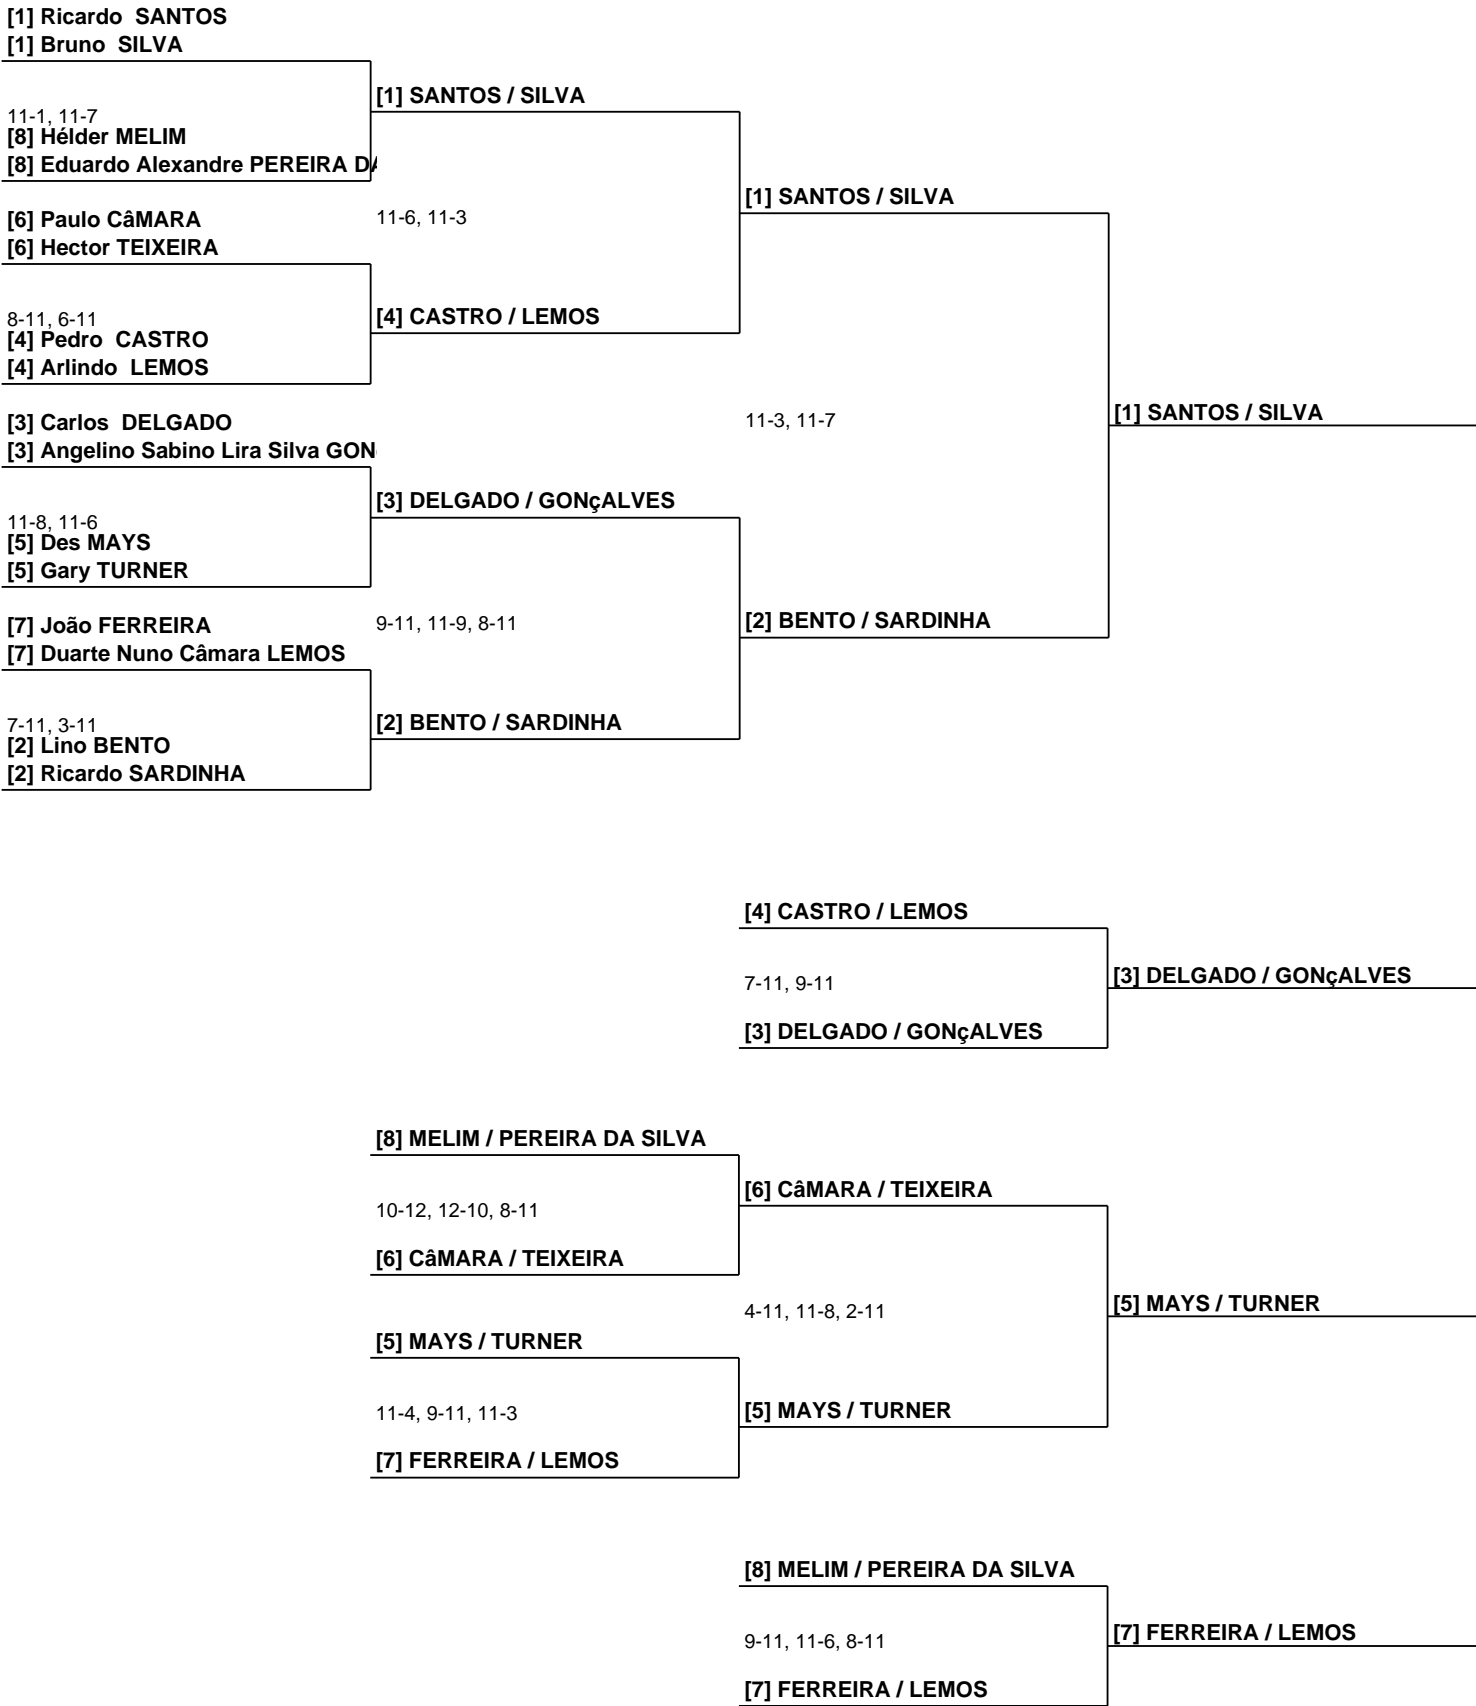 [1] Ricardo  SANTOS
[1] Bruno  SILVA
[1] SANTOS / SILVA
11-1, 11-7
[8] Hélder MELIM
[8] Eduardo Alexandre PEREIRA DA
[1] SANTOS / SILVA
[6] Paulo CâMARA
11-6, 11-3
[6] Hector TEIXEIRA
8-11, 6-11
[4] CASTRO / LEMOS
[4] Pedro  CASTRO
[4] Arlindo  LEMOS
[3] Carlos  DELGADO
11-3, 11-7
[1] SANTOS / SILVA
[3] Angelino Sabino Lira Silva GON
[3] DELGADO / GONçALVES
11-8, 11-6
[5] Des MAYS
[5] Gary TURNER
[7] João FERREIRA
9-11, 11-9, 8-11
[2] BENTO / SARDINHA
[7] Duarte Nuno Câmara LEMOS
7-11, 3-11
[2] BENTO / SARDINHA
[2] Lino BENTO
[2] Ricardo SARDINHA
[4] CASTRO / LEMOS
7-11, 9-11
[3] DELGADO / GONçALVES
[3] DELGADO / GONçALVES
[8] MELIM / PEREIRA DA SILVA
[6] CâMARA / TEIXEIRA
10-12, 12-10, 8-11
[6] CâMARA / TEIXEIRA
4-11, 11-8, 2-11
[5] MAYS / TURNER
[5] MAYS / TURNER
11-4, 9-11, 11-3
[5] MAYS / TURNER
[7] FERREIRA / LEMOS
[8] MELIM / PEREIRA DA SILVA
9-11, 11-6, 8-11
[7] FERREIRA / LEMOS
[7] FERREIRA / LEMOS